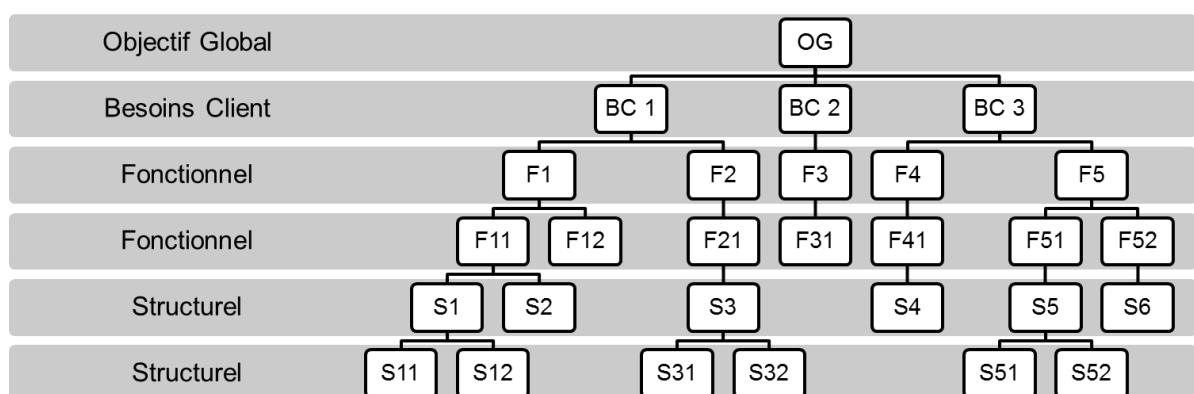 Objectif Global OG
Besoins Client BC 1 BC 2 BC 3
Fonctionnel F1 F2 F3 F4 F5
Fonctionnel F11 F12 F21 F31 F41 F51 F52
Structurel S1 S2 S3 S4 S5 S6
Structurel S11 S12 S31 S32 S51 S52